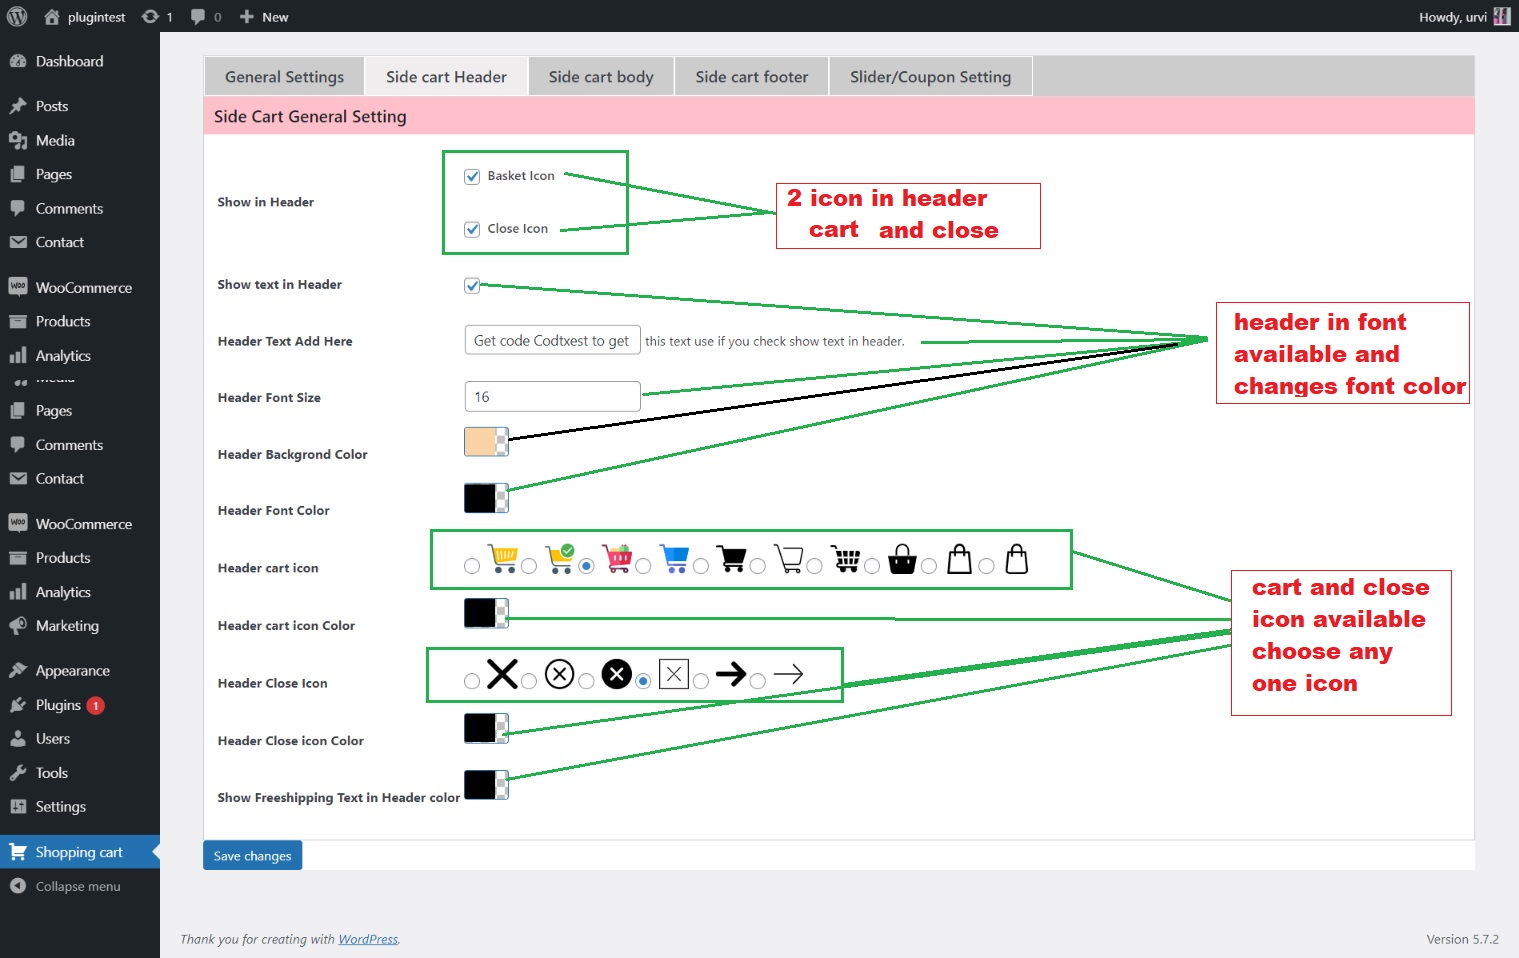 plugintest
1
0
New
Howdy, urvi
Dashboard
Posts
Media
Pages
Comments
Contact
WooCommerce
Products
Analytics
Media
Pages
Comments
Contact
WooCommerce
Products
Analytics
Marketing
Appearance
Plugins 1
Users
Tools
Settings
Shopping cart
Collapse menu
General Settings
Side cart Header
Side cart body
Side cart footer
Slider/Coupon Setting
Side Cart General Setting
Show in Header
Basket Icon
Close Icon
2 icon in header
cart and close
Show text in Header
Header Text Add Here
Get code Codtxest to get
this text use if you check show text in header.
header in font
available and
changes font color
Header Font Size
16
Header Backgrond Color
Header Font Color
Header cart icon
Header cart icon Color
cart and close
icon available
choose any
one icon
Header Close Icon
Header Close icon Color
Show Freeshipping Text in Header color
Save changes
Thank you for creating with WordPress.
Version 5.7.2